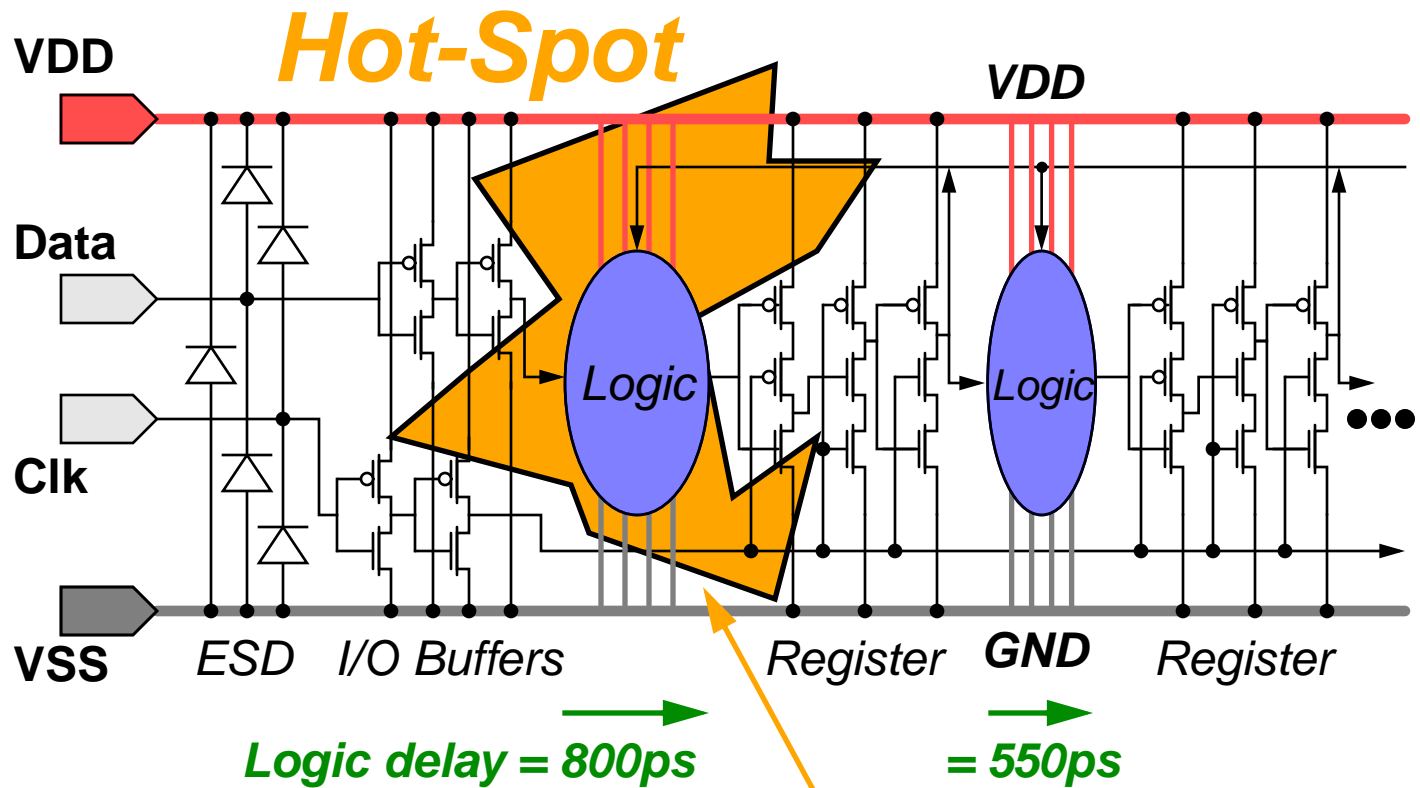 Hot-Spot
VDD
VDD
Data
Logic
Logic
Clk
VSS
ESD
I/O Buffers
Register
GND
Register
Logic delay = 800ps
= 550ps